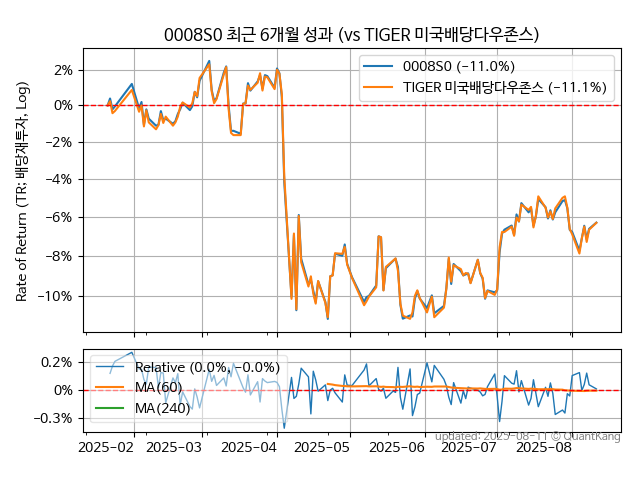 0008S0 최근 6개월 성과 (vs TIGER 미국배당다우존스)
0008S0 (−11.0%)
TIGER 미국배당다우존스 (−11.1%)
Rate of Return (TR: 배당재투자, Log)
2%
0%
−2%
−4%
−6%
−8%
−10%
Relative (0.0%, −0.0%)
MA(60)
MA(240)
0.2%
0%
−0.3%
2025-02
2025-03
2025-04
2025-05
2025-06
2025-07
2025-08
updated: 2025-08-11 © QuantKang